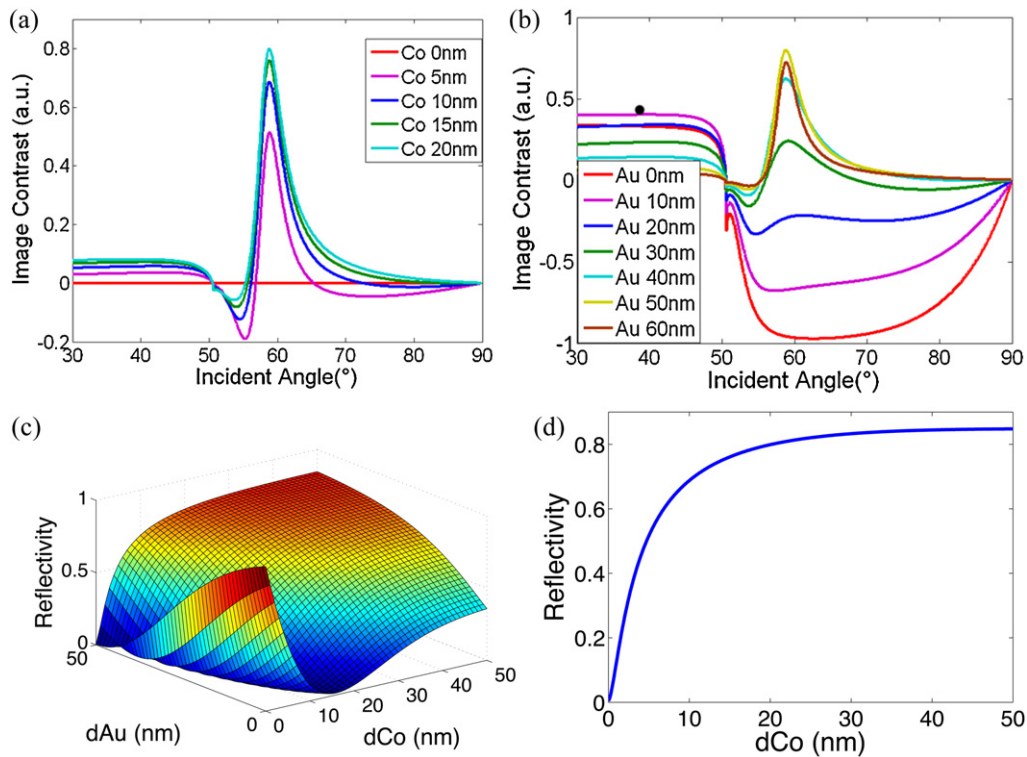 (a)
Image Contrast (a.u.)
0.8
0.6
0.4
0.2
0
-0.2
30 40 50 60 70 80 90
Incident Angle(°)
Co 0nm
Co 5nm
Co 10nm
Co 15nm
Co 20nm
(b)
Image Contrast (a.u.)
1
0.5
0
-0.5
-1
30 40 50 60 70 80 90
Incident Angle(°)
Au 0nm
Au 10nm
Au 20nm
Au 30nm
Au 40nm
Au 50nm
Au 60nm
(c)
Reflectivity
1
0.5
0
50
0
dAu (nm)
0
10
20
30
40
50
dCo (nm)
(d)
Reflectivity
0.8
0.6
0.4
0.8
0
0 10 20 30 40 50
dCo (nm)